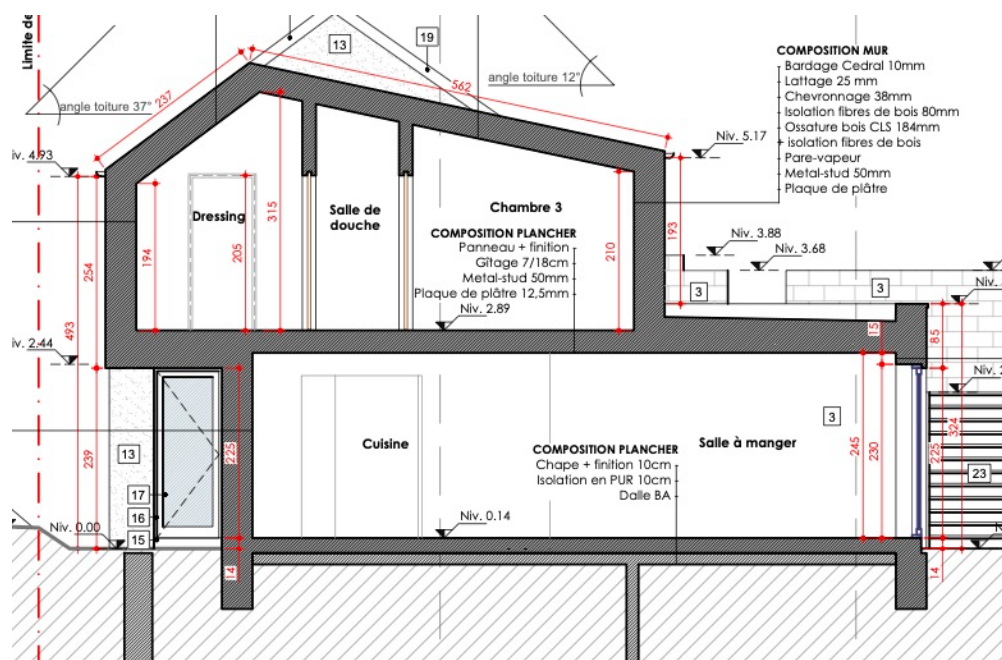 Limite de
13
19
562
237
angle toiture 37°
angle toiture 12°
COMPOSITION MUR
Bardage Cedral 10mm
Lattage 25 mm
Chevronnage 38mm
Isolation fibres de bois 80mm
Ossature bois CLS 184mm
+ isolation fibres de bois
Pare-vapeur
Metal-stud 50mm
Plaque de plâtre
Niv. 5.17
iv. 4.93
Dressing
Salle de
douche
Chambre 3
194
205
315
210
193
254
493
COMPOSITION PLANCHER
Panneau + finition
Gîtage 7/18cm
Metal-stud 50mm
Plaque de plâtre 12,5mm
Niv. 2.89
Niv. 3.88
Niv. 3.68
3
3
15
85
iv. 2.44
239
13
225
17
16
15
Niv. 0.00
14
Cuisine
COMPOSITION PLANCHER
Chape + finition 10cm
Isolation en PUR 10cm
Dalle BA
Niv. 0.14
Salle à manger
3
245
230
225
324
23
14